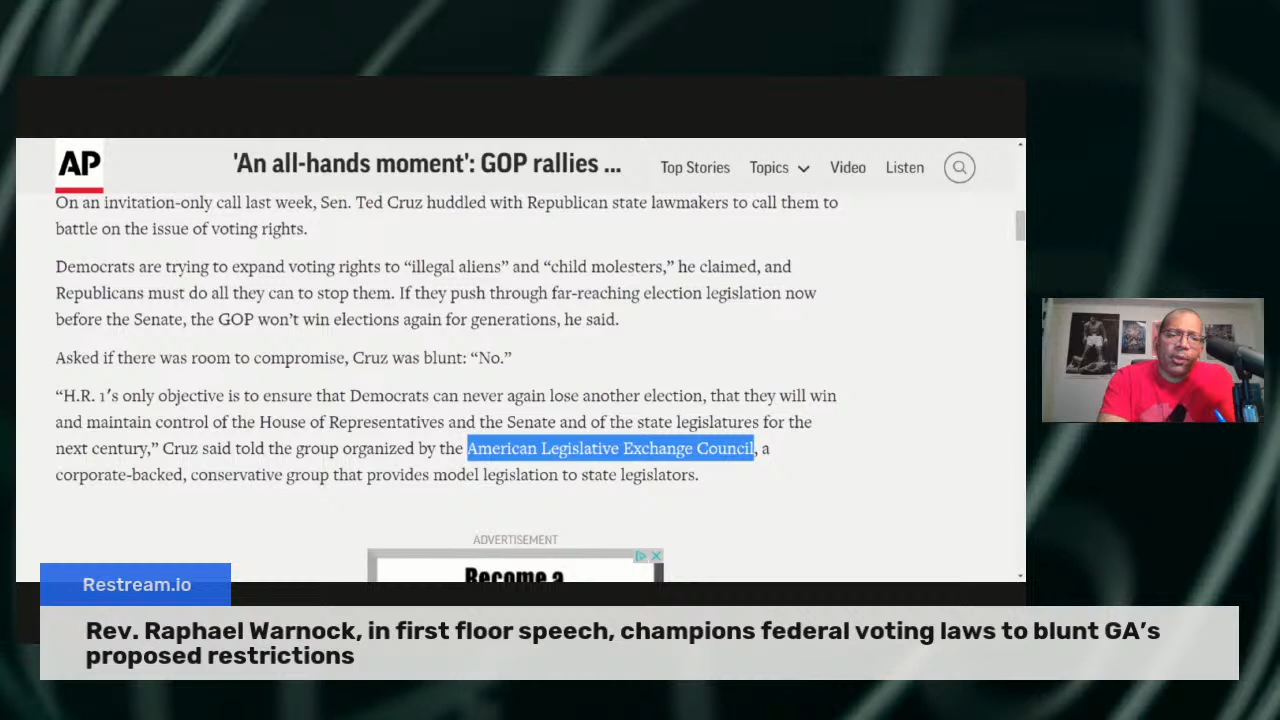 AP
'An all-hands moment': GOP rallies ...
Top Stories
Topics
Video
Listen
On an invitation-only call last week, Sen. Ted Cruz huddled with Republican state lawmakers to call them to
battle on the issue of voting rights.
Democrats are trying to expand voting rights to “illegal aliens” and “child molesters,” he claimed, and
Republicans must do all they can to stop them. If they push through far-reaching election legislation now
before the Senate, the GOP won’t win elections again for generations, he said.
Asked if there was room to compromise, Cruz was blunt: “No.”
“H.R. 1’s only objective is to ensure that Democrats can never again lose another election, that they will win
and maintain control of the House of Representatives and the Senate and of the state legislatures for the
next century,” Cruz said told the group organized by the American Legislative Exchange Council, a
corporate-backed, conservative group that provides model legislation to state legislators.
ADVERTISEMENT
Become a
Restream.io
Rev. Raphael Warnock, in first floor speech, champions federal voting laws to blunt GA’s
proposed restrictions